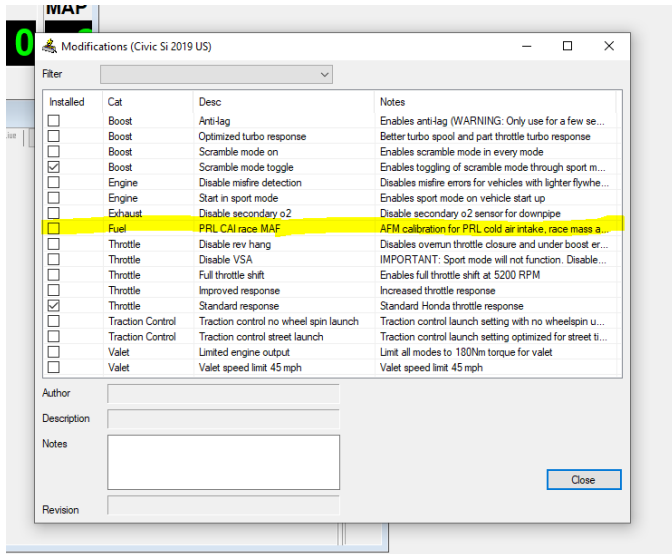 MAP
0
Modifications (Civic Si 2019 US)
Filter
Installed Cat Desc Notes
Boost Anti-lag Enables anti-lag (WARNING: Only use for a few se...
Boost Optimized turbo response Better turbo spool and part throttle turbo response
Boost Scramble mode on Enables scramble mode in every mode
Boost Scramble mode toggle Enables toggling of scramble mode through sport m...
Engine Disable misfire detection Disables misfire errors for vehicles with lighter flywhe...
Engine Start in sport mode Enables sport mode on vehicle start up
Exhaust Disable secondary o2 Disable secondary o2 sensor for downpipe
Fuel PRL CAI race MAF AFM calibration for PRL cold air intake, race mass a...
Throttle Disable rev hang Disables overrun throttle closure and under boost er...
Throttle Disable VSA IMPORTANT: Sport mode will not function. Disable...
Throttle Full throttle shift Enables full throttle shift at 5200 RPM
Throttle Improved response Increased throttle response
Throttle Standard response Standard Honda throttle response
Traction Control Traction control no wheel spin launch Traction control launch setting with no wheelspin u...
Traction Control Traction control street launch Traction control launch setting optimized for street ti...
Valet Limited engine output Limit all modes to 180Nm torque for valet
Valet Valet speed limit 45 mph Valet speed limit 45 mph
Author
Description
Notes
Close
Revision